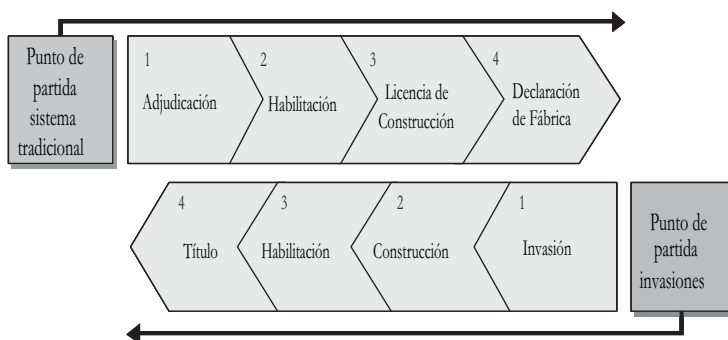 Punto de
partida
sistema
tradicional
1
Adjudicación
2
Habilitación
3
Licencia de
Construcción
4
Declaración
de Fábrica
4
Título
3
Habilitación
2
Construcción
1
Invasión
Punto de
partida
invasiones